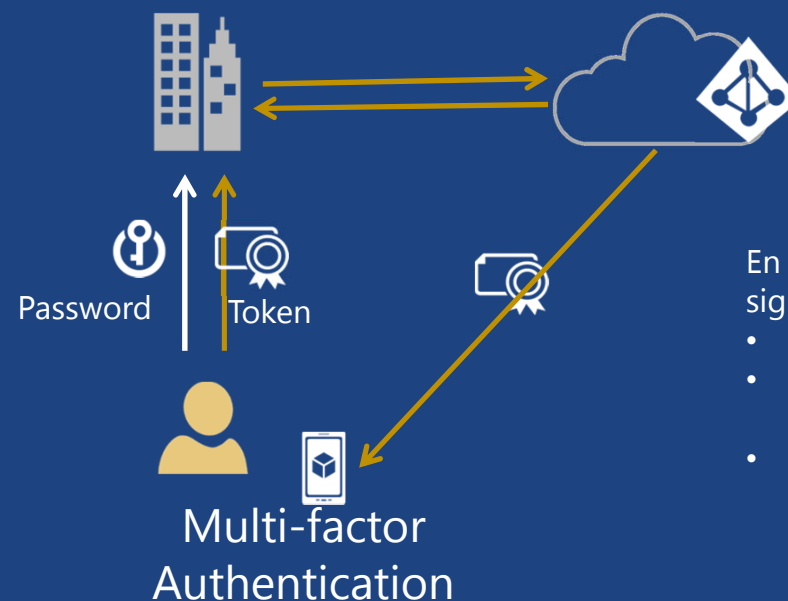 Password
Token
En
sig
•
•
•
Multi-factor
Authentication